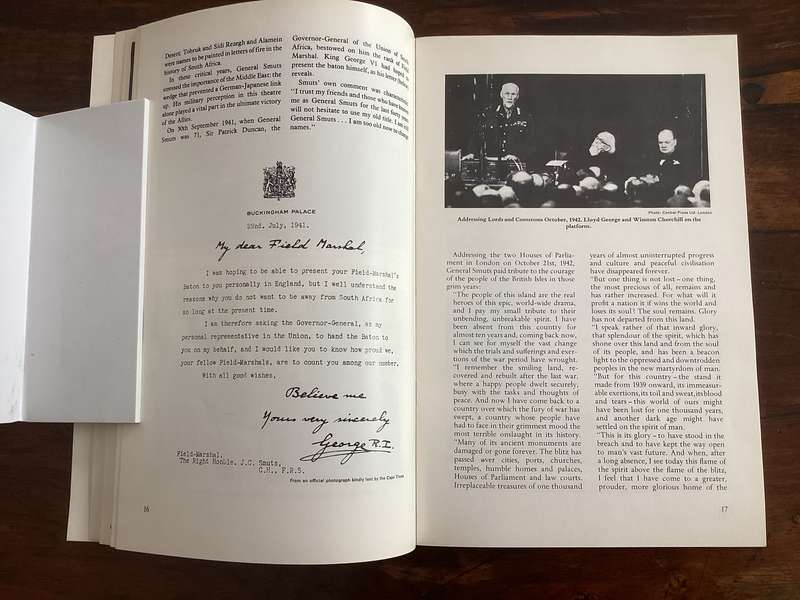 Desert. Tobruk and Sidi Rezegh and Alamein
were names to be painted in letters of fire in the
history of South Africa.
In these critical years, General Smuts
stressed the importance of the Middle East: the
wedge that prevented a German-Japanese link
up. His military perception in this theatre
alone played a vital part in the ultimate victory
of the Allies.
On 30th September 1941, when General
Smuts was 71, Sir Patrick Duncan, the
Governor-General of the Union of South
Africa, bestowed on him the rank of Field
Marshal. King George VI had hoped to
present the baton himself, as his letter
reveals.
Smuts' own comment was characteristic:
"I trust my friends and those who have known
me as General Smuts for the last forty years
will not hesitate to use my old title. I am still
General Smuts . . . I am too old now to change
names."
BUCKINGHAM PALACE
22nd. July, 1941.
My dear Field Marshal,
I was hoping to be able to present your Field-Marshal's
Baton to you personally in England, but I well understand the
reasons why you do not want to be away from South Africa for
so long at the present time.
I am therefore asking the Governor-General, as my
personal representative in the Union, to hand the Baton to
you on my behalf, and I would like you to know how proud we,
your fellow Field-Marshals, are to count you among our number.
With all good wishes,
Believe me
Yours very sincerely
George R.I.
Field-Marshal,
The Right Honble. J.C. Smuts,
C.H., F.R.S.
From an official photograph kindly lent by the Cape Times
16
Photo: Central Press Ltd. London
Addressing Lords and Commons October, 1942. Lloyd George and Winston Churchill on the
platform.
Addressing the two Houses of Parlia-
ment in London on October 21st, 1942,
General Smuts paid tribute to the courage
of the people of the British Isles in those
grim years:
"The people of this island are the real
heroes of this epic, world-wide drama,
and I pay my small tribute to their
unbending, unbreakable spirit. I have
been absent from this country for
almost ten years and, coming back now,
I can see for myself the vast change
which the trials and sufferings and exer-
tions of the war period have wrought.
"I remember the smiling land, re-
covered and rebuilt after the last war,
where a happy people dwelt securely,
busy with the tasks and thoughts of
peace. And now I have come to a
country over which the fury of war has
swept, a country whose people have
had to face in their grimmest mood the
most terrible onslaught in its history.
"Many of its ancient monuments are
damaged or gone forever. The blitz has
passed over cities, ports, churches,
temples, humble homes and palaces,
Houses of Parliament and law courts.
Irreplaceable treasures of one thousand
years of almost uninterrupted progress
and culture and peaceful civilisation
have disappeared forever.
"But one thing is not lost – one thing,
the most precious of all, remains and
has rather increased. For what will it
profit a nation if it wins the world and
loses its soul? The soul remains. Glory
has not departed from this land.
"I speak rather of that inward glory,
that splendour of the spirit, which has
shone over this land and from the soul
of its people, and has been a beacon
light to the oppressed and downtrodden
peoples in the new martyrdom of man.
"But for this country – the stand it
made from 1939 onward, its immeasur-
able exertions, its toil and sweat, its blood
and tears – this world of ours might
have been lost for one thousand years,
and another dark age might have
settled on the spirit of man.
"This is its glory – to have stood in the
breach and to have kept the way open
to man's vast future. And when, after
a long absence, I see today this flame of
the spirit above the flame of the blitz,
I feel that I have come to a greater,
prouder, more glorious home of the
17